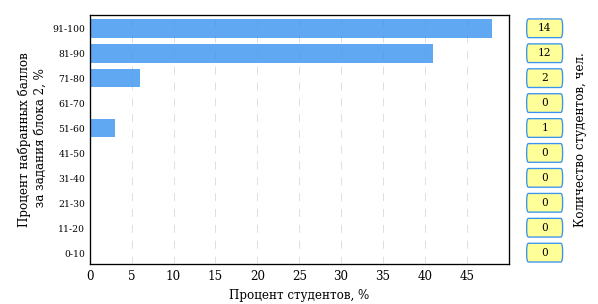 Процент набранных баллов
за задания блока 2, %
91-100 14
81-90 12
71-80 2
61-70 0
51-60 1
41-50 0
31-40 0
21-30 0
11-20 0
0-10 0
0 5 10 15 20 25 30 35 40 45
Процент студентов, %
Количество студентов, чел.